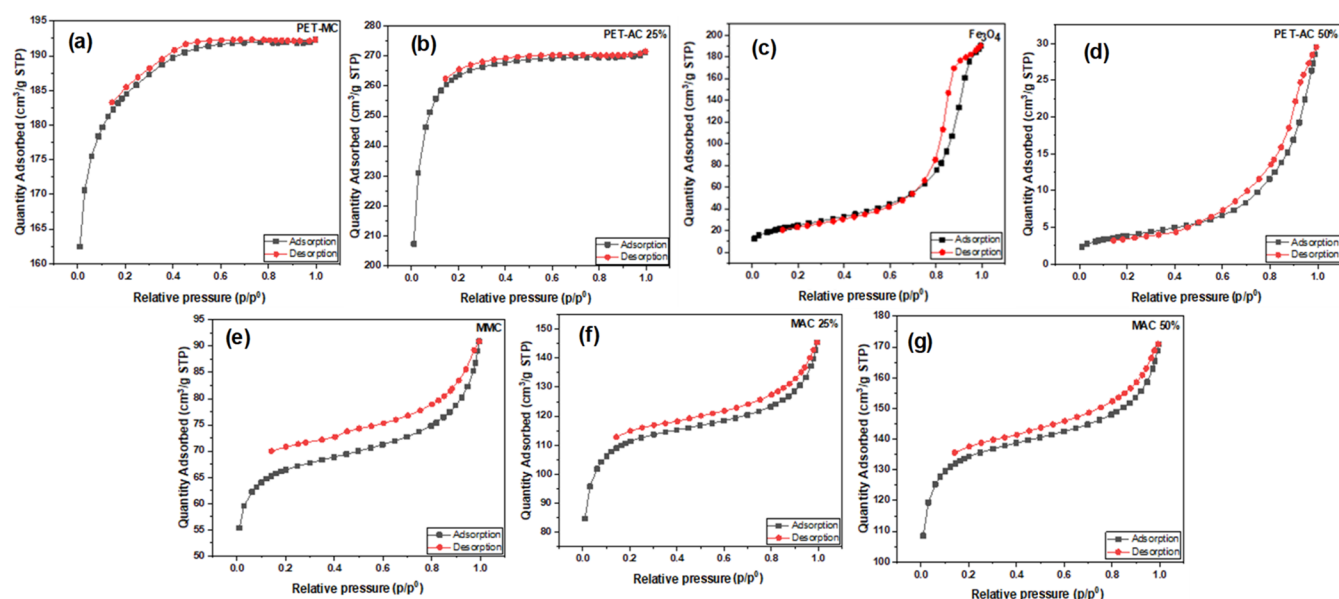 (a)
PET-MC
Quantity Adsorbed (cm³/g STP)
195
190
185
180
175
170
165
160
Adsorption
Desorption
0.0 0.2 0.4 0.6 0.8 1.0
Relative pressure (p/p⁰)
(b)
PET-AC 25%
Quantity Adsorbed (cm³/g STP)
280
270
260
250
240
230
220
210
200
Adsorption
Desorption
0.0 0.2 0.4 0.6 0.8 1.0
Relative pressure (p/p⁰)
(c)
Fe₃O₄
Quantity Adsorbed (cm³/g STP)
200
180
160
140
120
100
80
60
40
20
0
Adsorption
Desorption
0.0 0.2 0.4 0.6 0.8 1.0
Relative pressure (p/p⁰)
(d)
PET-AC 50%
Quantity Adsorbed (cm³/g STP)
30
25
20
15
10
5
0
Adsorption
Desorption
0.0 0.2 0.4 0.6 0.8 1.0
Relative pressure (p/p⁰)
(e)
MMC
Quantity Adsorbed (cm³/g STP)
95
90
85
80
75
70
65
60
55
50
Adsorption
Desorption
0.0 0.2 0.4 0.6 0.8 1.0
Relative pressure (p/p⁰)
(f)
MAC 25%
Quantity Adsorbed (cm³/g STP)
150
140
130
120
110
100
90
80
Adsorption
Desorption
0.0 0.2 0.4 0.6 0.8 1.0
Relative pressure (p/p⁰)
(g)
MAC 50%
Quantity Adsorbed (cm³/g STP)
180
170
160
150
140
130
120
110
100
Adsorption
Desorption
0.0 0.2 0.4 0.6 0.8 1.0
Relative pressure (p/p⁰)